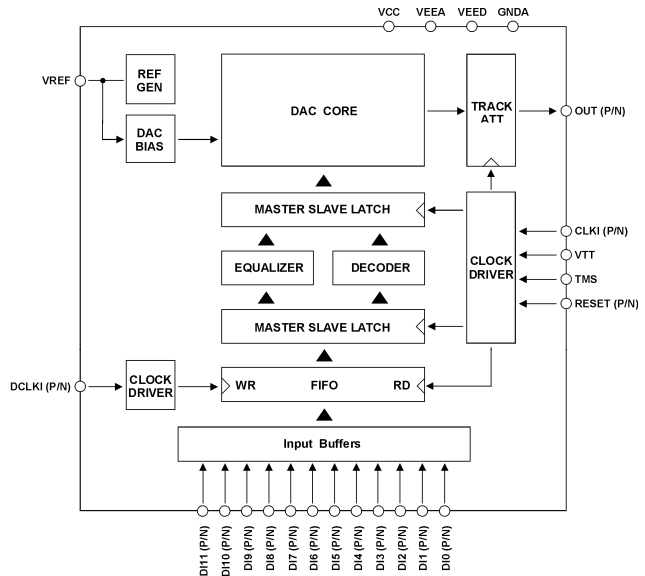 VCC VEEA VEED GNDA
VREF
REF
GEN
DAC
BIAS
DAC CORE
TRACK
ATT
OUT (P/N)
MASTER SLAVE LATCH
EQUALIZER
DECODER
CLOCK
DRIVER
CLKI (P/N)
VTT
TMS
RESET (P/N)
MASTER SLAVE LATCH
DCLKI (P/N)
CLOCK
DRIVER
WR FIFO RD
Input Buffers
DI11 (P/N)
DI10 (P/N)
DI9 (P/N)
DI8 (P/N)
DI7 (P/N)
DI6 (P/N)
DI5 (P/N)
DI4 (P/N)
DI3 (P/N)
DI2 (P/N)
DI1 (P/N)
DI0 (P/N)